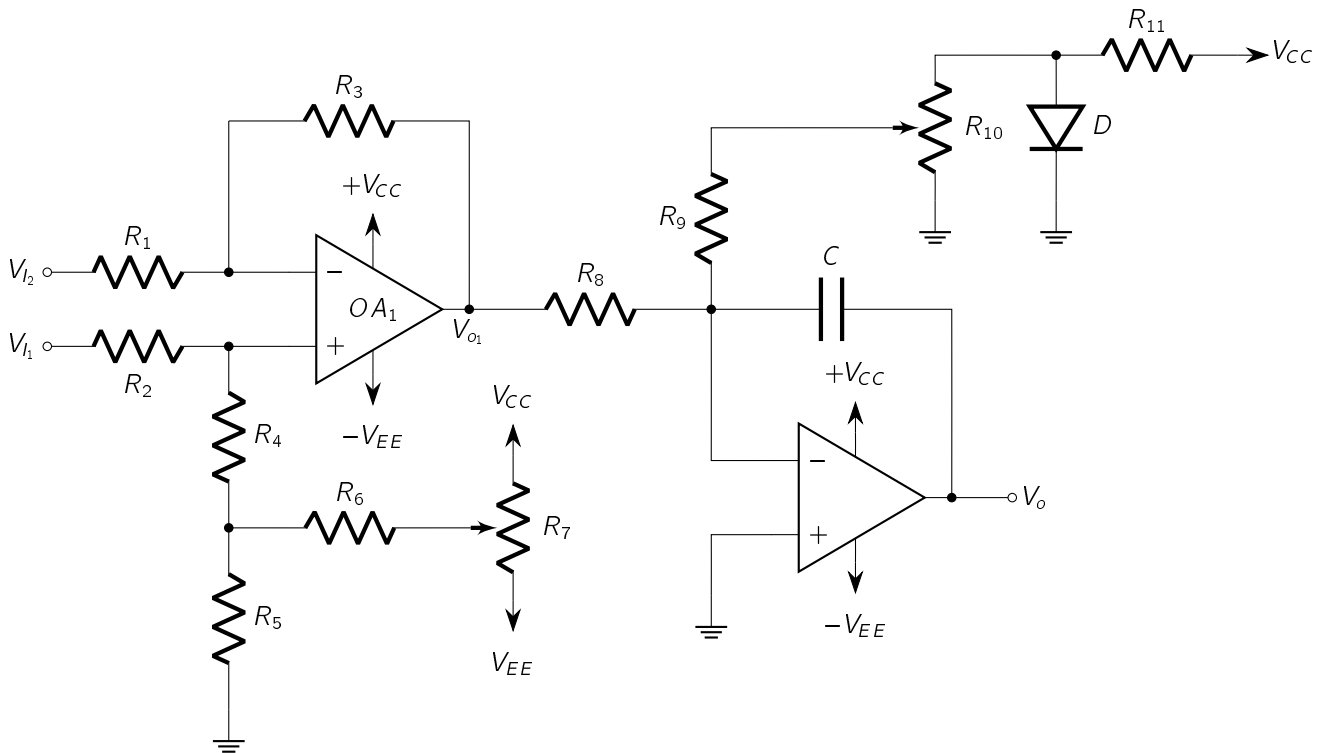 R11
VCC
R3
R10
D
+VCC
R9
R1
VI2
C
R8
OA1
Vo1
VI1
R2
+VCC
VCC
R4
−VEE
R6
Vo
R7
R5
−VEE
VEE